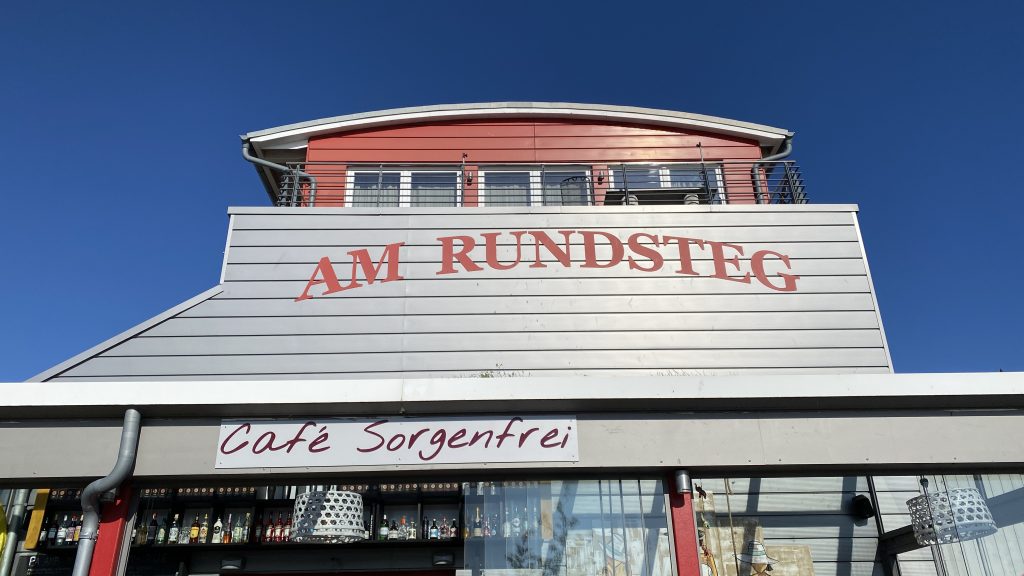 AM RUNDSTEG
Café Sorgenfrei